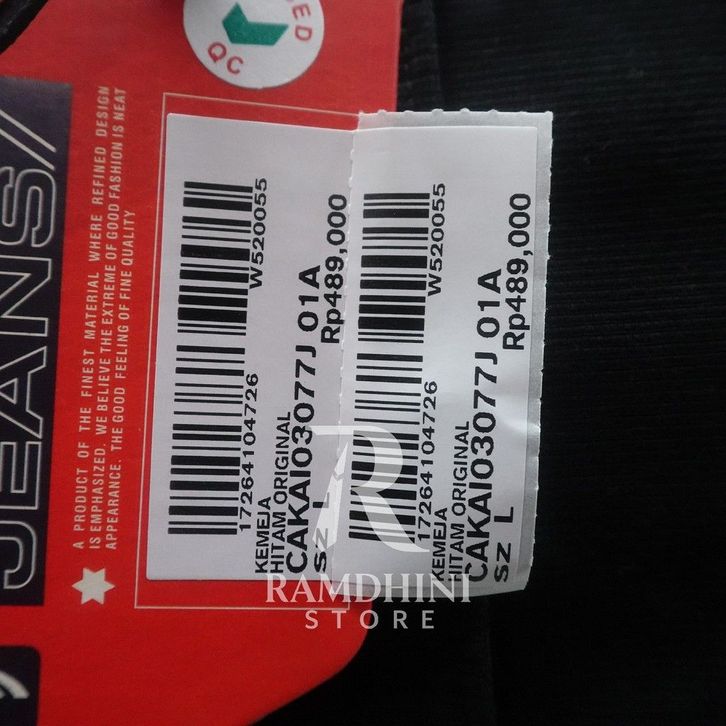 QC
JEANS/
A PRODUCT OF THE FINEST MATERIAL WHERE REFINED DESIGN
IS EMPHASIZED. WE BELIEVE THE EXTREME OF GOOD FASHION IS NEAT
APPEARANCE. THE GOOD FEELING OF FINE QUALITY
17264104726 W520055
KEMEJA
HITAM ORIGINAL
CAKAI03077J 01A
sz L Rp489,000
17264104726 W520055
KEMEJA
HITAM ORIGINAL
CAKAI03077J 01A
sz L Rp489,000
RAMDHINI
STORE